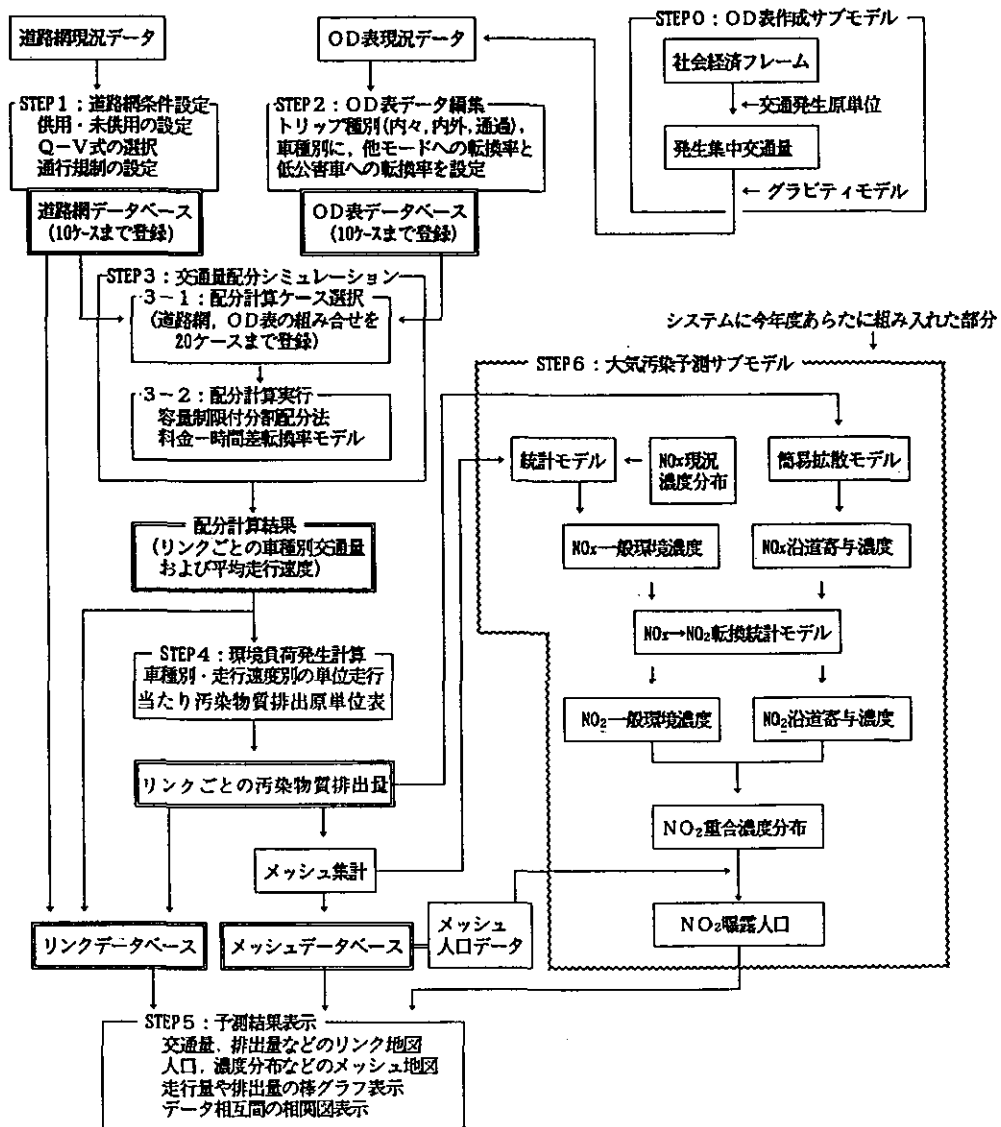 道路網現況データ
OD表現況データ
STEP0：OD表作成サブモデル
社会経済フレーム
←交通発生原単位
発生集中交通量
← グラビティモデル
STEP1：道路網条件設定
供用・未供用の設定
Q－V式の選択
通行規制の設定
道路網データベース
(10ケースまで登録)
STEP2：OD表データ編集
トリップ種別(内々,内外,通過),
車種別に，他モードへの転換率と
低公害車への転換率を設定
OD表データベース
(10ケースまで登録)
STEP3：交通量配分シミュレーション
3－1：配分計算ケース選択
(道路網，OD表の組み合せを
20ケースまで登録)
3－2：配分計算実行
容量制限付分割配分法
料金―時間差転換率モデル
配分計算結果
(リンクごとの車種別交通量
および平均走行速度)
STEP4：環境負荷発生計算
車種別・走行速度別の単位走行
当たり汚染物質排出原単位表
リンクごとの汚染物質排出量
メッシュ集計
リンクデータベース
メッシュデータベース
メッシュ
人口データ
システムに今年度あらたに組み入れた部分
STEP6：大気汚染予測サブモデル
統計モデル
NOx現況
濃度分布
簡易拡散モデル
NOx一般環境濃度
NOx沿道寄与濃度
NOx→NO₂転換統計モデル
NO₂一般環境濃度
NO₂沿道寄与濃度
NO₂重合濃度分布
NO₂曝露人口
STEP5：予測結果表示
交通量，排出量などのリンク地図
人口，濃度分布などのメッシュ地図
走行量や排出量の棒グラフ表示
データ相互間の相関図表示